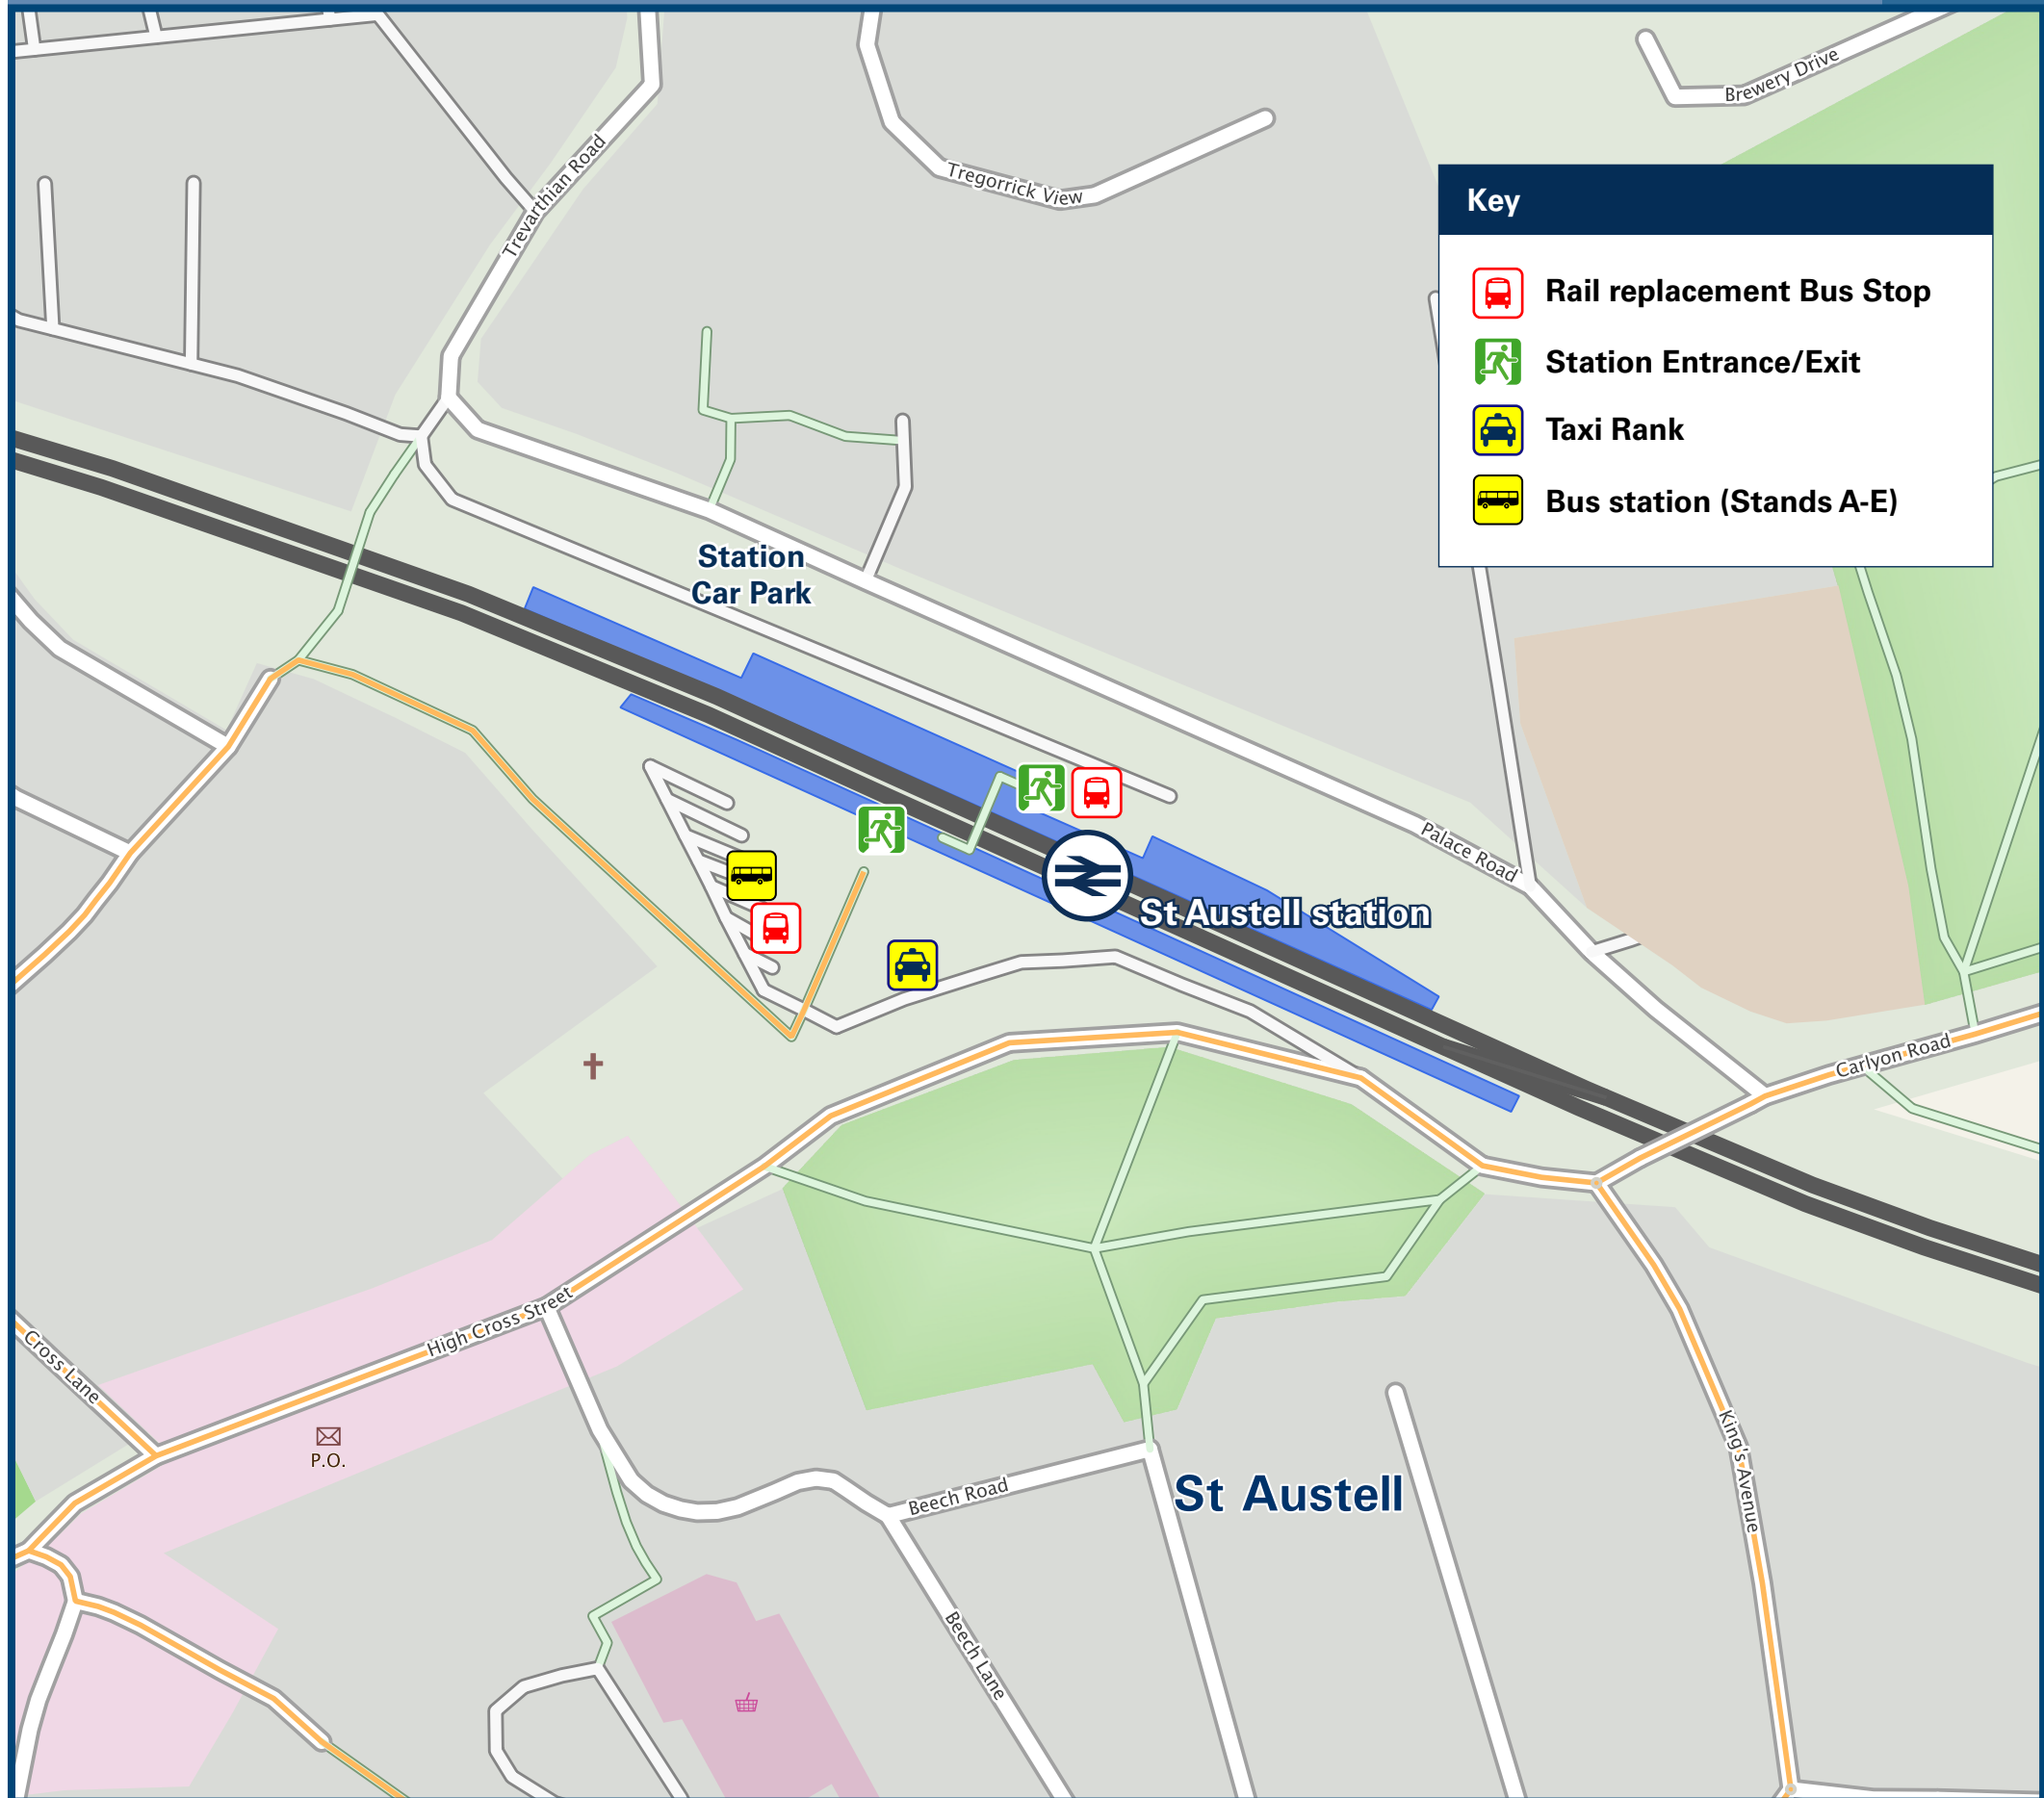 Brewery Drive
Trevarthian Road
Tregorrick View
Key
Rail replacement Bus Stop
Station Entrance/Exit
Taxi Rank
Bus station (Stands A-E)
Station
Car Park
Palace Road
St Austell station
Carlyon Road
High Cross Street
Cross Lane
P.O.
King's Avenue
Beech Road
St Austell
Beech Lane